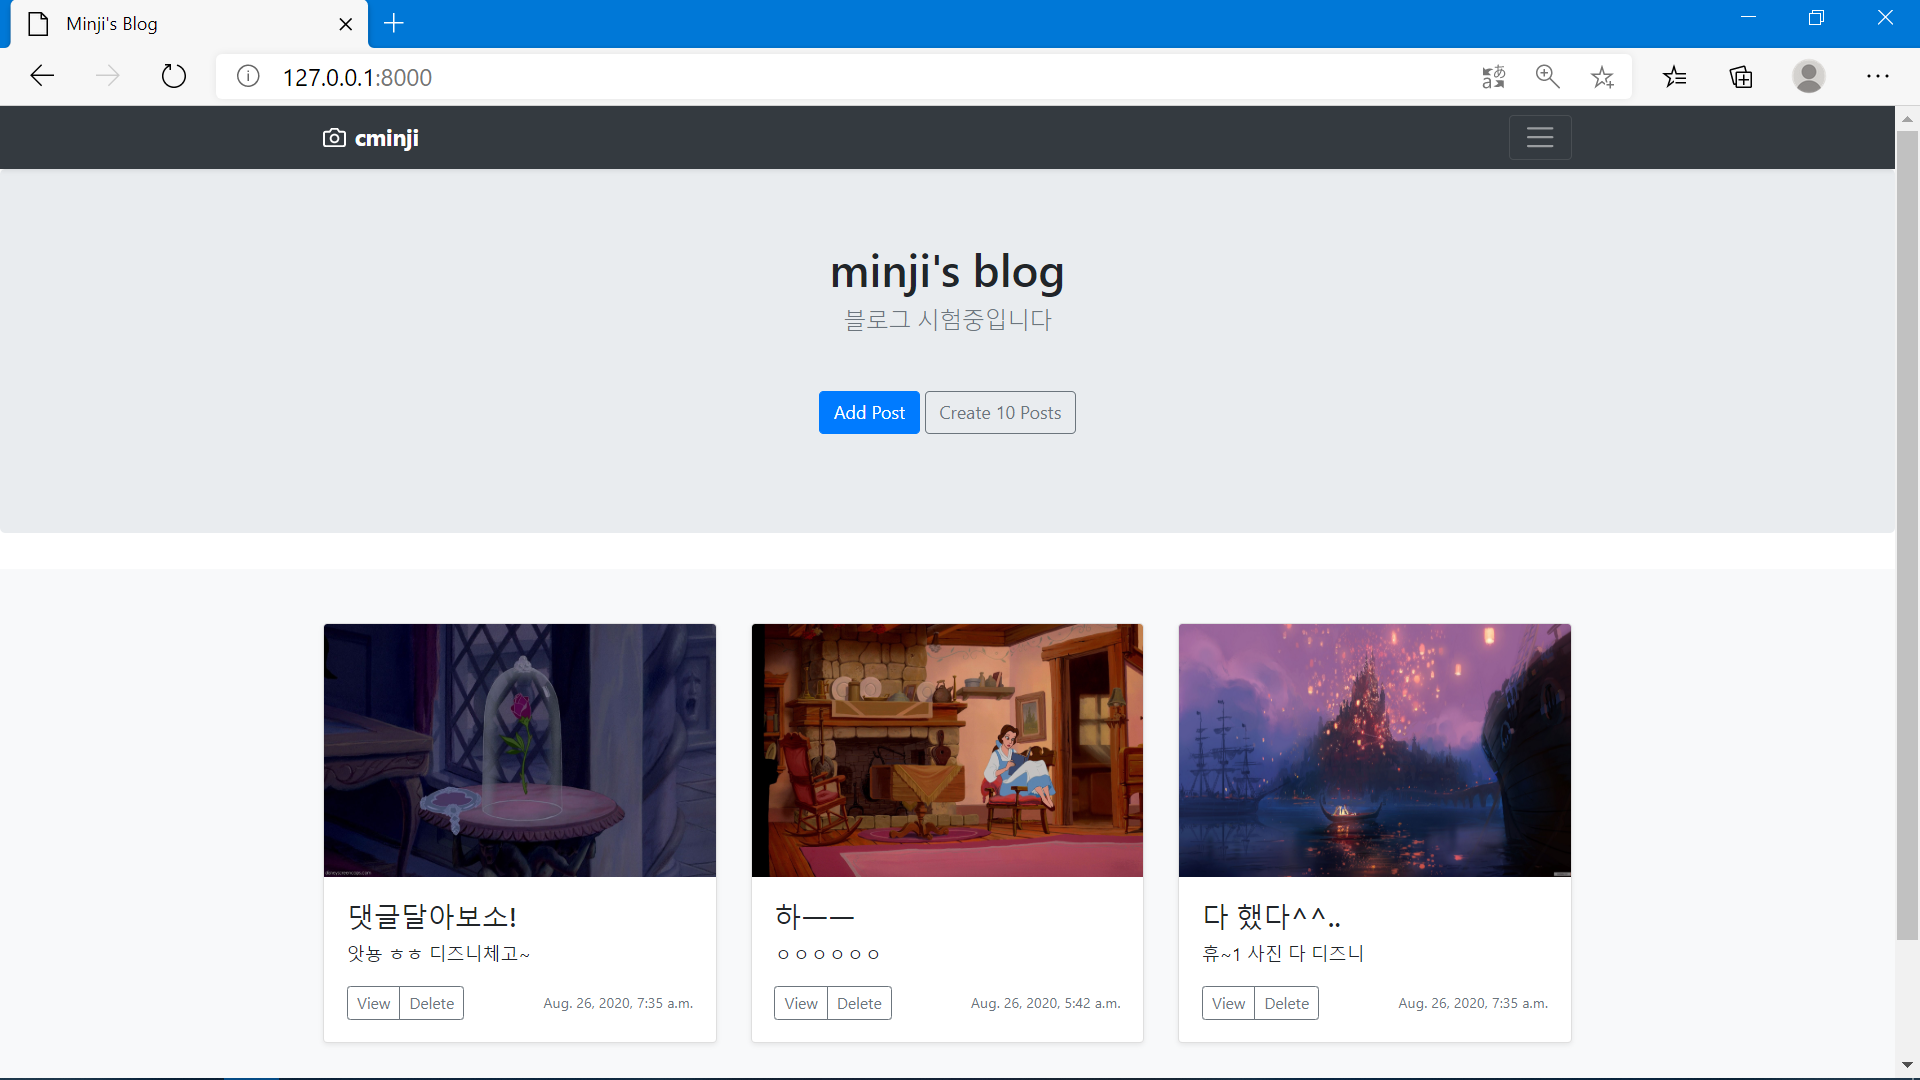 Minji's Blog
127.0.0.1:8000
cminji
minji's blog
블로그 시험중입니다
Add Post
Create 10 Posts
댓글달아보소!
앗뇽 ㅎㅎ 디즈니체고~
View Delete Aug. 26, 2020, 7:35 a.m.
하ㅡㅡ
ㅇㅇㅇㅇㅇㅇ
View Delete Aug. 26, 2020, 5:42 a.m.
다 했다^^..
휴~1 사진 다 디즈니
View Delete Aug. 26, 2020, 7:35 a.m.